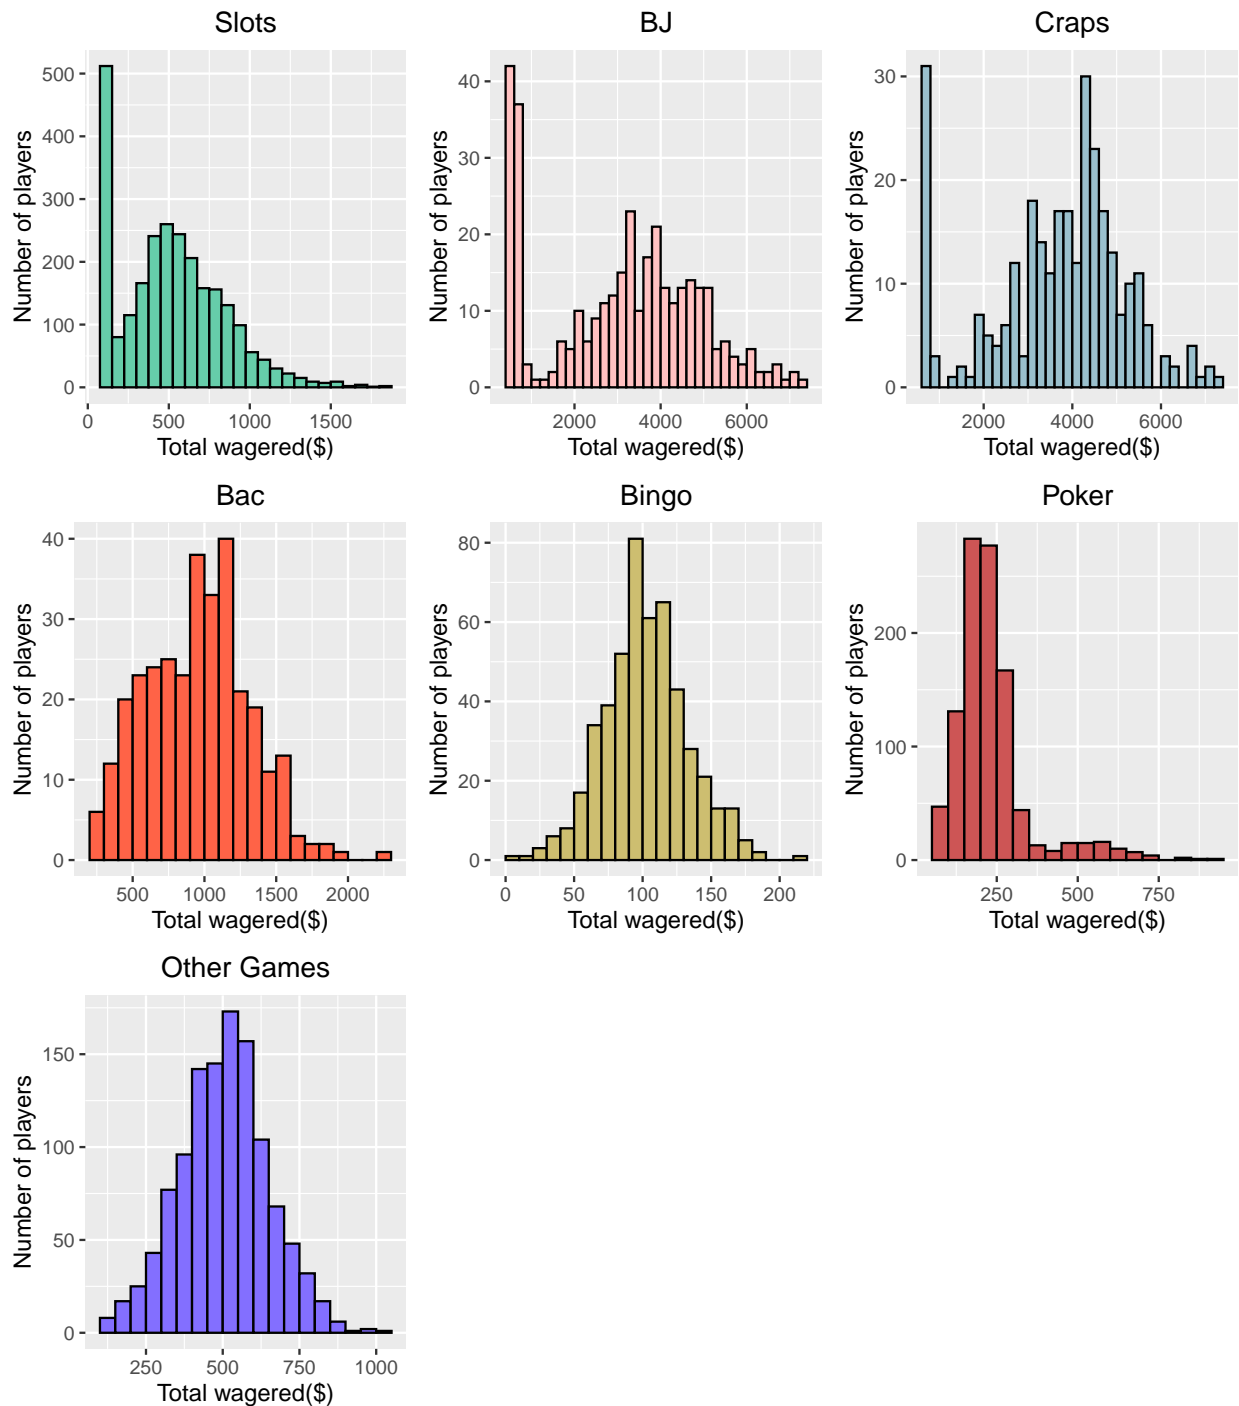 Slots
BJ
Craps
Number of players
500
400
300
200
100
0
0
500
1000
1500
Total wagered($)
Number of players
40
30
20
10
0
2000
4000
6000
Total wagered($)
Number of players
30
20
10
0
2000
4000
6000
Total wagered($)
Bac
Bingo
Poker
Number of players
40
30
20
10
0
500
1000
1500
2000
Total wagered($)
Number of players
80
60
40
20
0
0
50
100
150
200
Total wagered($)
Number of players
200
100
0
250
500
750
Total wagered($)
Other Games
Number of players
150
100
50
0
250
500
750
1000
Total wagered($)